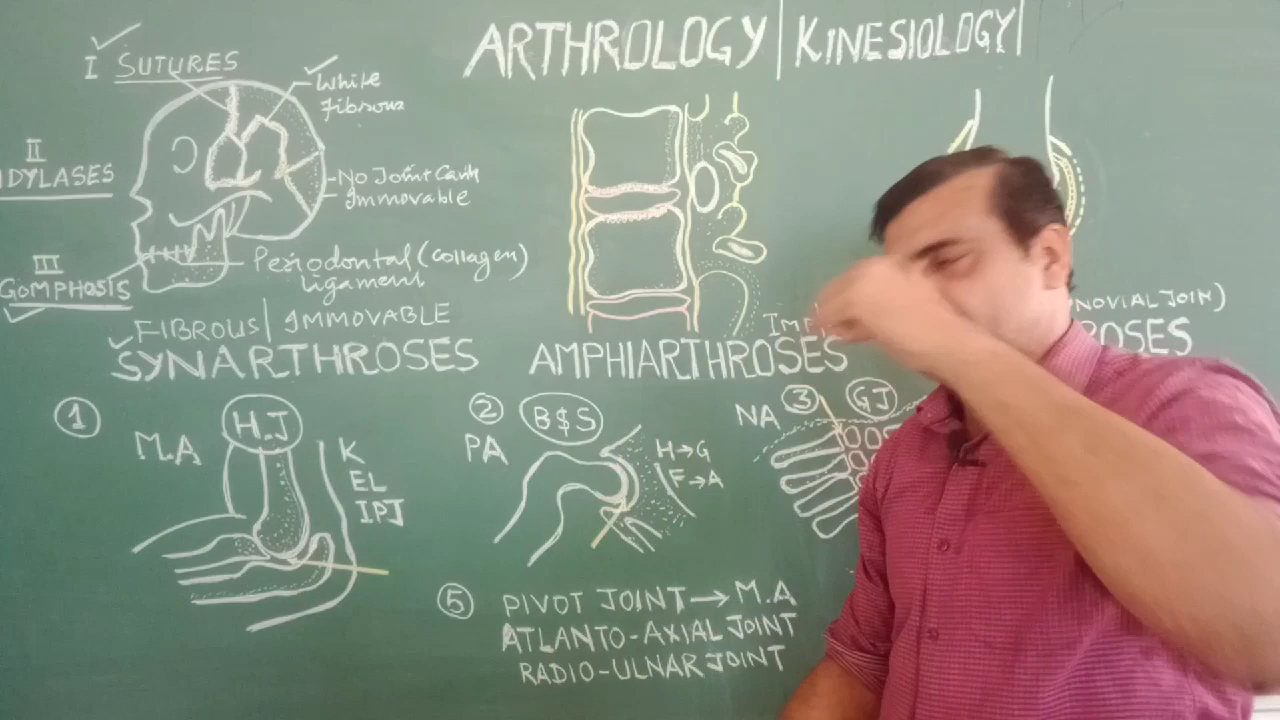 ARTHROLOGY | KINESIOLOGY |
I SUTURES
White
fibrous
II
DYLASES
No Joint Cavity
Immovable
III
GOMPHOSIS
Periodontal (collagen)
ligament
FIBROUS | IMMOVABLE
SYNARTHROSES
AMPHIARTHROSES
NOVIAL JOIN)
ROSES
1
H.J
M.A
K
EL
IPJ
2
B&S
PA
H→G
F→A
3
GJ
NA
5
PIVOT JOINT → M.A
ATLANTO-AXIAL JOINT
RADIO-ULNAR JOINT